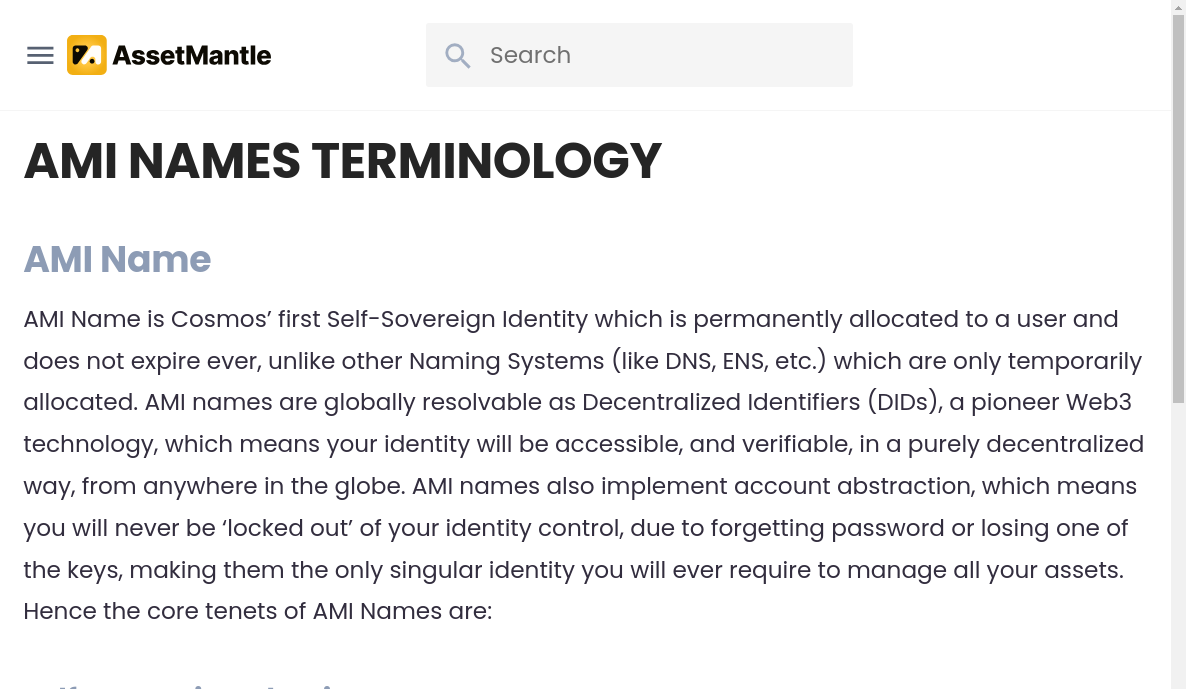 AssetMantle
Search
AMI NAMES TERMINOLOGY
AMI Name
AMI Name is Cosmos’ first Self-Sovereign Identity which is permanently allocated to a user and
does not expire ever, unlike other Naming Systems (like DNS, ENS, etc.) which are only temporarily
allocated. AMI names are globally resolvable as Decentralized Identifiers (DIDs), a pioneer Web3
technology, which means your identity will be accessible, and verifiable, in a purely decentralized
way, from anywhere in the globe. AMI names also implement account abstraction, which means
you will never be ‘locked out’ of your identity control, due to forgetting password or losing one of
the keys, making them the only singular identity you will ever require to manage all your assets.
Hence the core tenets of AMI Names are: